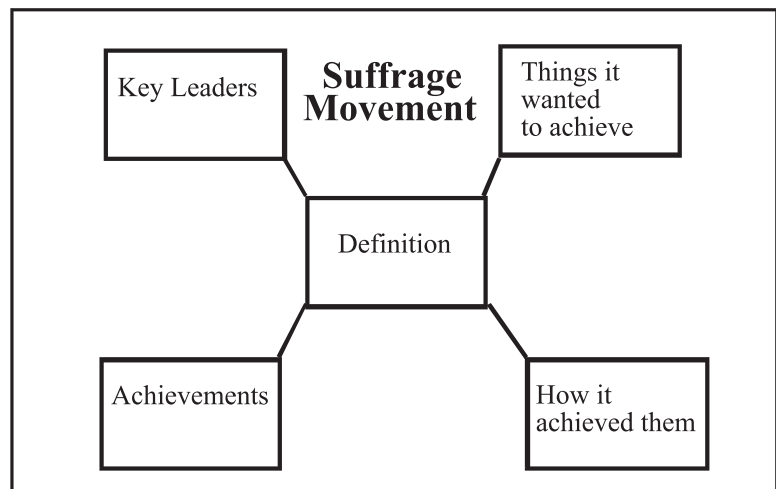 Key Leaders
Suffrage
Movement
Things it
wanted
to achieve
Definition
Achievements
How it
achieved them